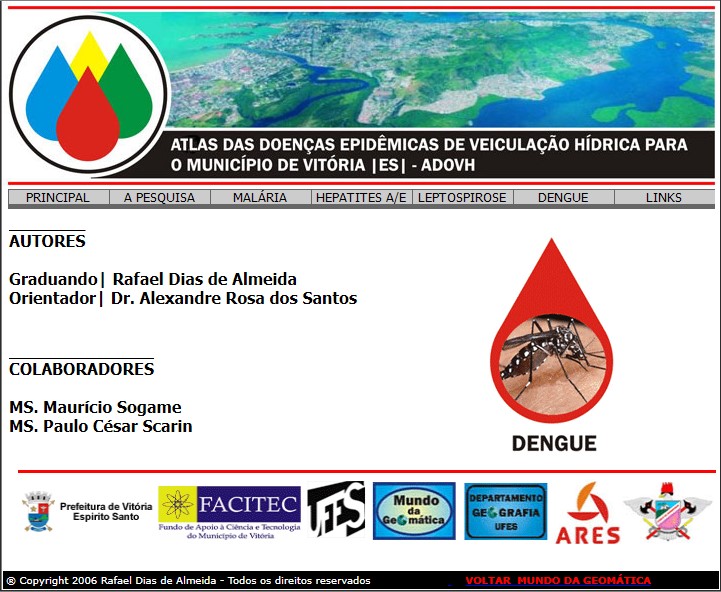 ATLAS DAS DOENÇAS EPIDÊMICAS DE VEICULAÇÃO HÍDRICA PARA
O MUNICÍPIO DE VITÓRIA |ES| - ADOVH
PRINCIPAL A PESQUISA MALÁRIA HEPATITES A/E LEPTOSPIROSE DENGUE LINKS
AUTORES
Graduando| Rafael Dias de Almeida
Orientador| Dr. Alexandre Rosa dos Santos
COLABORADORES
MS. Maurício Sogame
MS. Paulo César Scarin
DENGUE
Prefeitura de Vitória
Espírito Santo
FACITEC
Fundo de Apoio à Ciência e Tecnologia
do Município de Vitória
UFES
Mundo
da
Geomática
DEPARTAMENTO
GEOGRAFIA
UFES
ARES
® Copyright 2006 Rafael Dias de Almeida - Todos os direitos reservados
VOLTAR MUNDO DA GEOMÁTICA